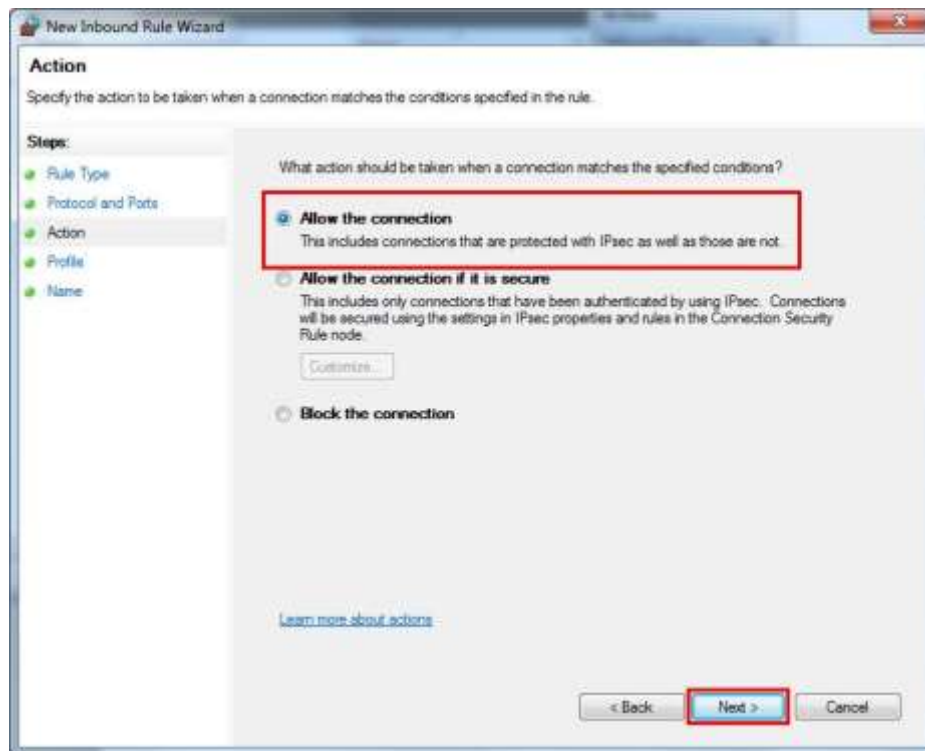 New Inbound Rule Wizard
Action
Specify the action to be taken when a connection matches the conditions specified in the rule.
Steps:
Rule Type
Protocol and Ports
Action
Profile
Name
What action should be taken when a connection matches the specified conditions?
Allow the connection
This includes connections that are protected with IPsec as well as those are not.
Allow the connection if it is secure
This includes only connections that have been authenticated by using IPsec. Connections
will be secured using the settings in IPsec properties and rules in the Connection Security
Rule node.
Customize...
Block the connection
Learn more about actions
< Back
Next >
Cancel